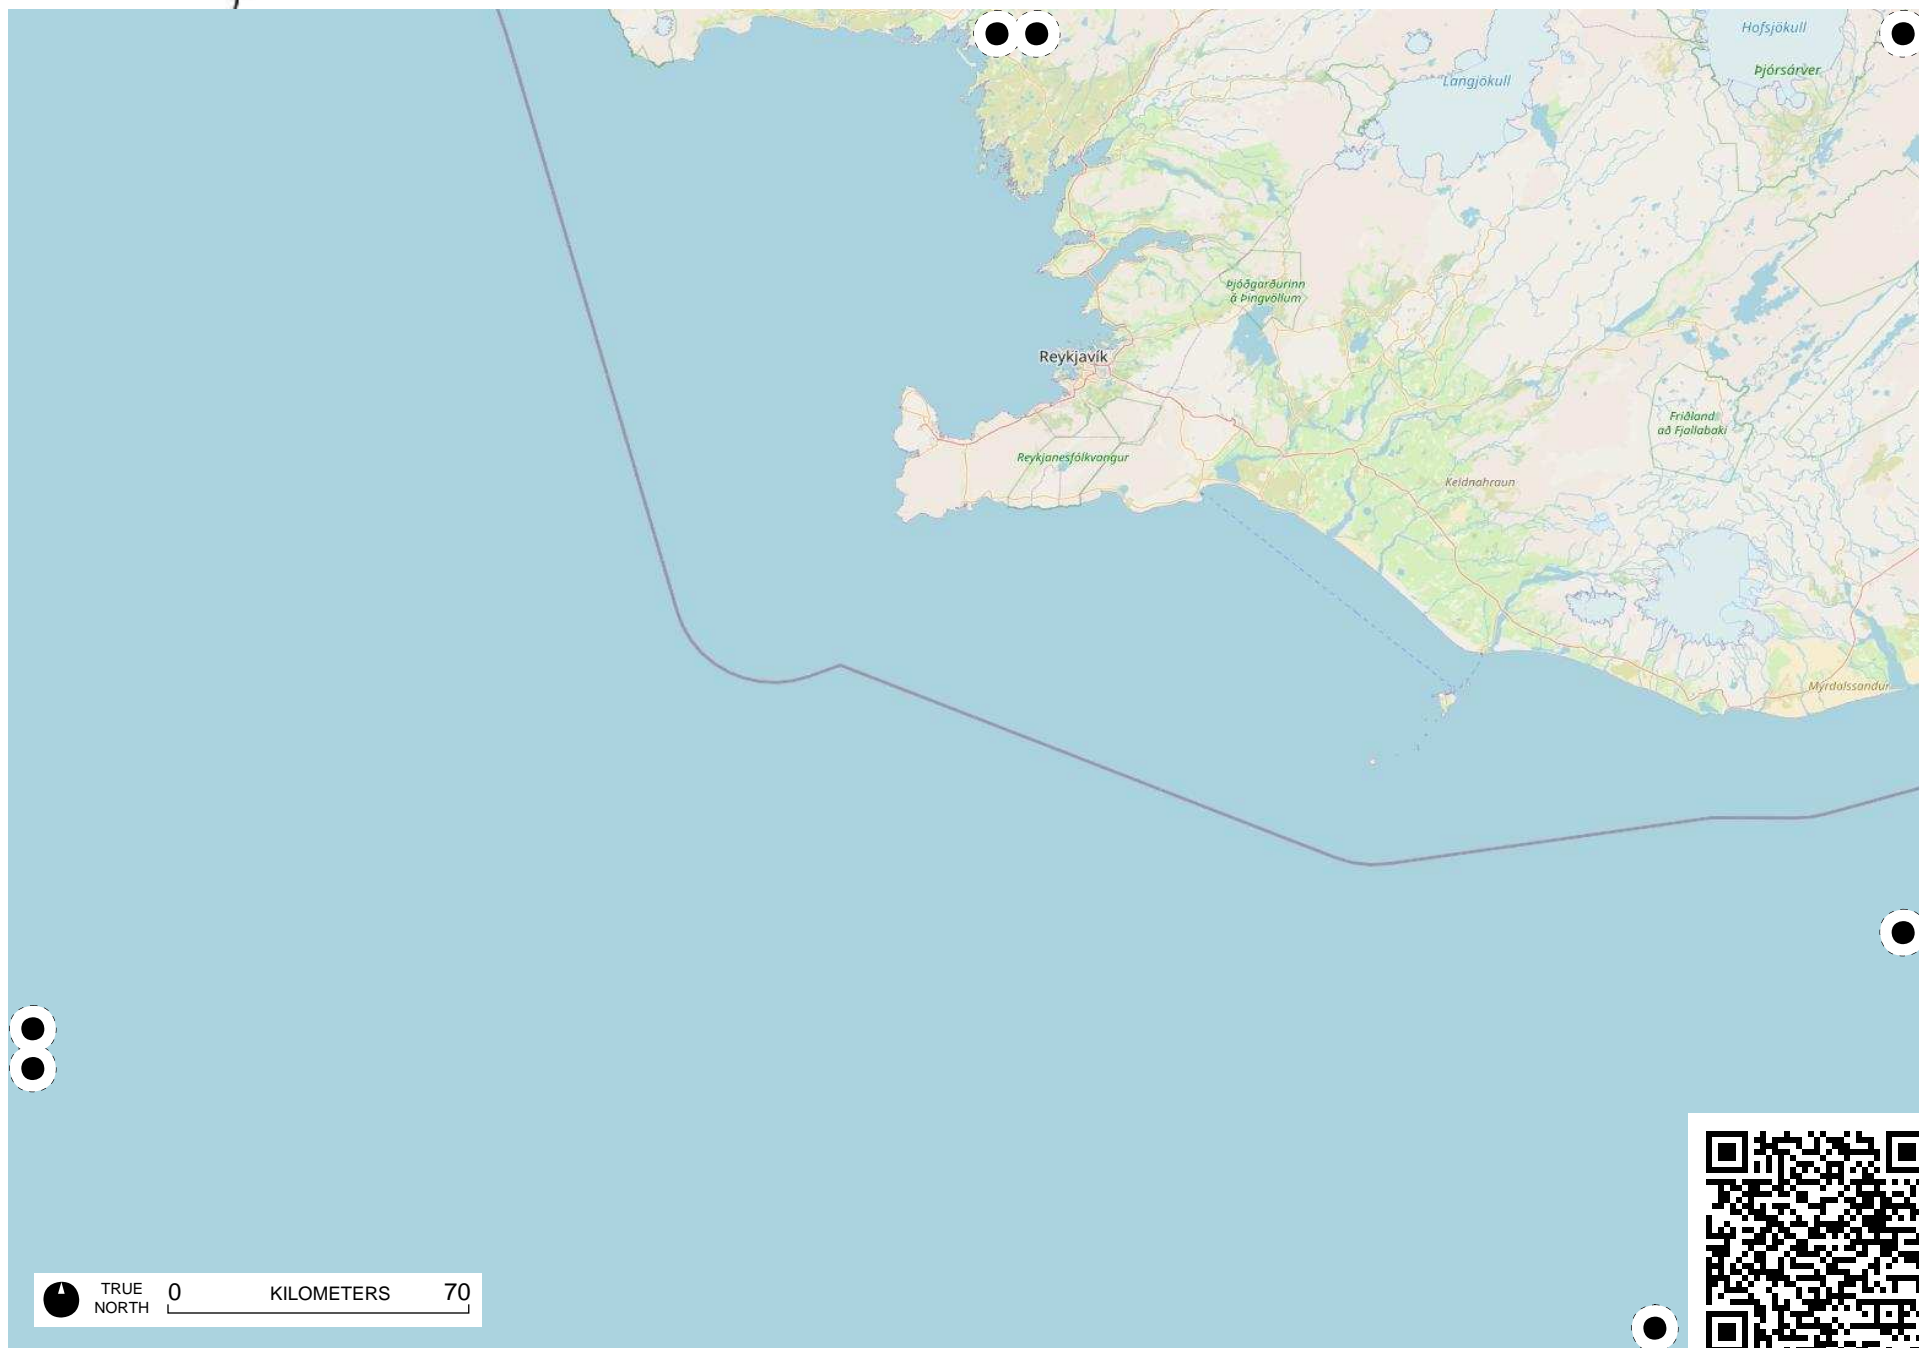 Hofsjökull
Þjórsárver
Langjökull
Þjóðgarðurinn
á Þingvöllum
Reykjavík
Friðland
að Fjallabaki
Reykjanesfólkvangur
Keldnahraun
Mýrdalssandur
TRUE
NORTH
0 KILOMETERS 70